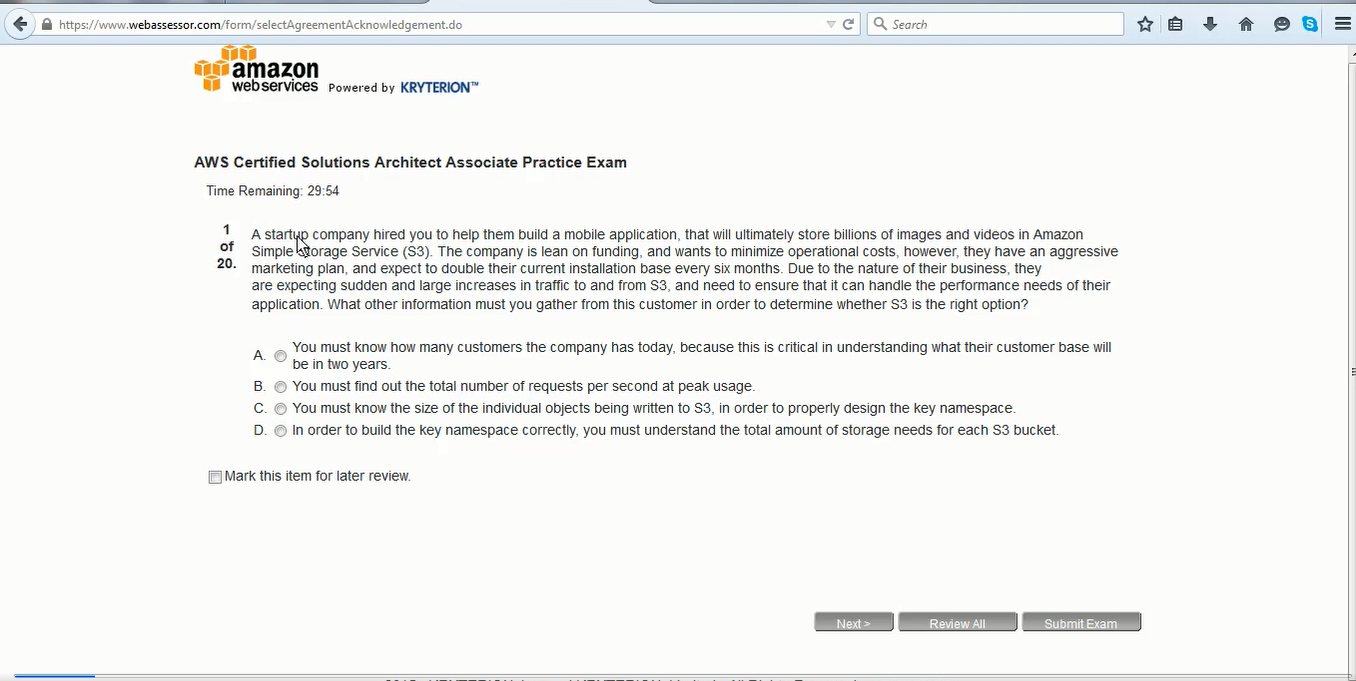 https://www.webassessor.com/form/selectAgreementAcknowledgement.do
Search
amazon
webservices
Powered by KRYTERION™
AWS Certified Solutions Architect Associate Practice Exam
Time Remaining: 29:54
1
of
20.
A startup company hired you to help them build a mobile application, that will ultimately store billions of images and videos in Amazon
Simple Storage Service (S3). The company is lean on funding, and wants to minimize operational costs, however, they have an aggressive
marketing plan, and expect to double their current installation base every six months. Due to the nature of their business, they
are expecting sudden and large increases in traffic to and from S3, and need to ensure that it can handle the performance needs of their
application. What other information must you gather from this customer in order to determine whether S3 is the right option?
A. You must know how many customers the company has today, because this is critical in understanding what their customer base will
be in two years.
B. You must find out the total number of requests per second at peak usage.
C. You must know the size of the individual objects being written to S3, in order to properly design the key namespace.
D. In order to build the key namespace correctly, you must understand the total amount of storage needs for each S3 bucket.
Mark this item for later review.
Next >
Review All
Submit Exam